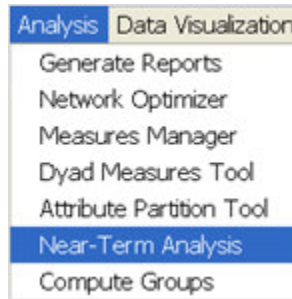 Analysis Data Visualization
Generate Reports
Network Optimizer
Measures Manager
Dyad Measures Tool
Attribute Partition Tool
Near-Term Analysis
Compute Groups